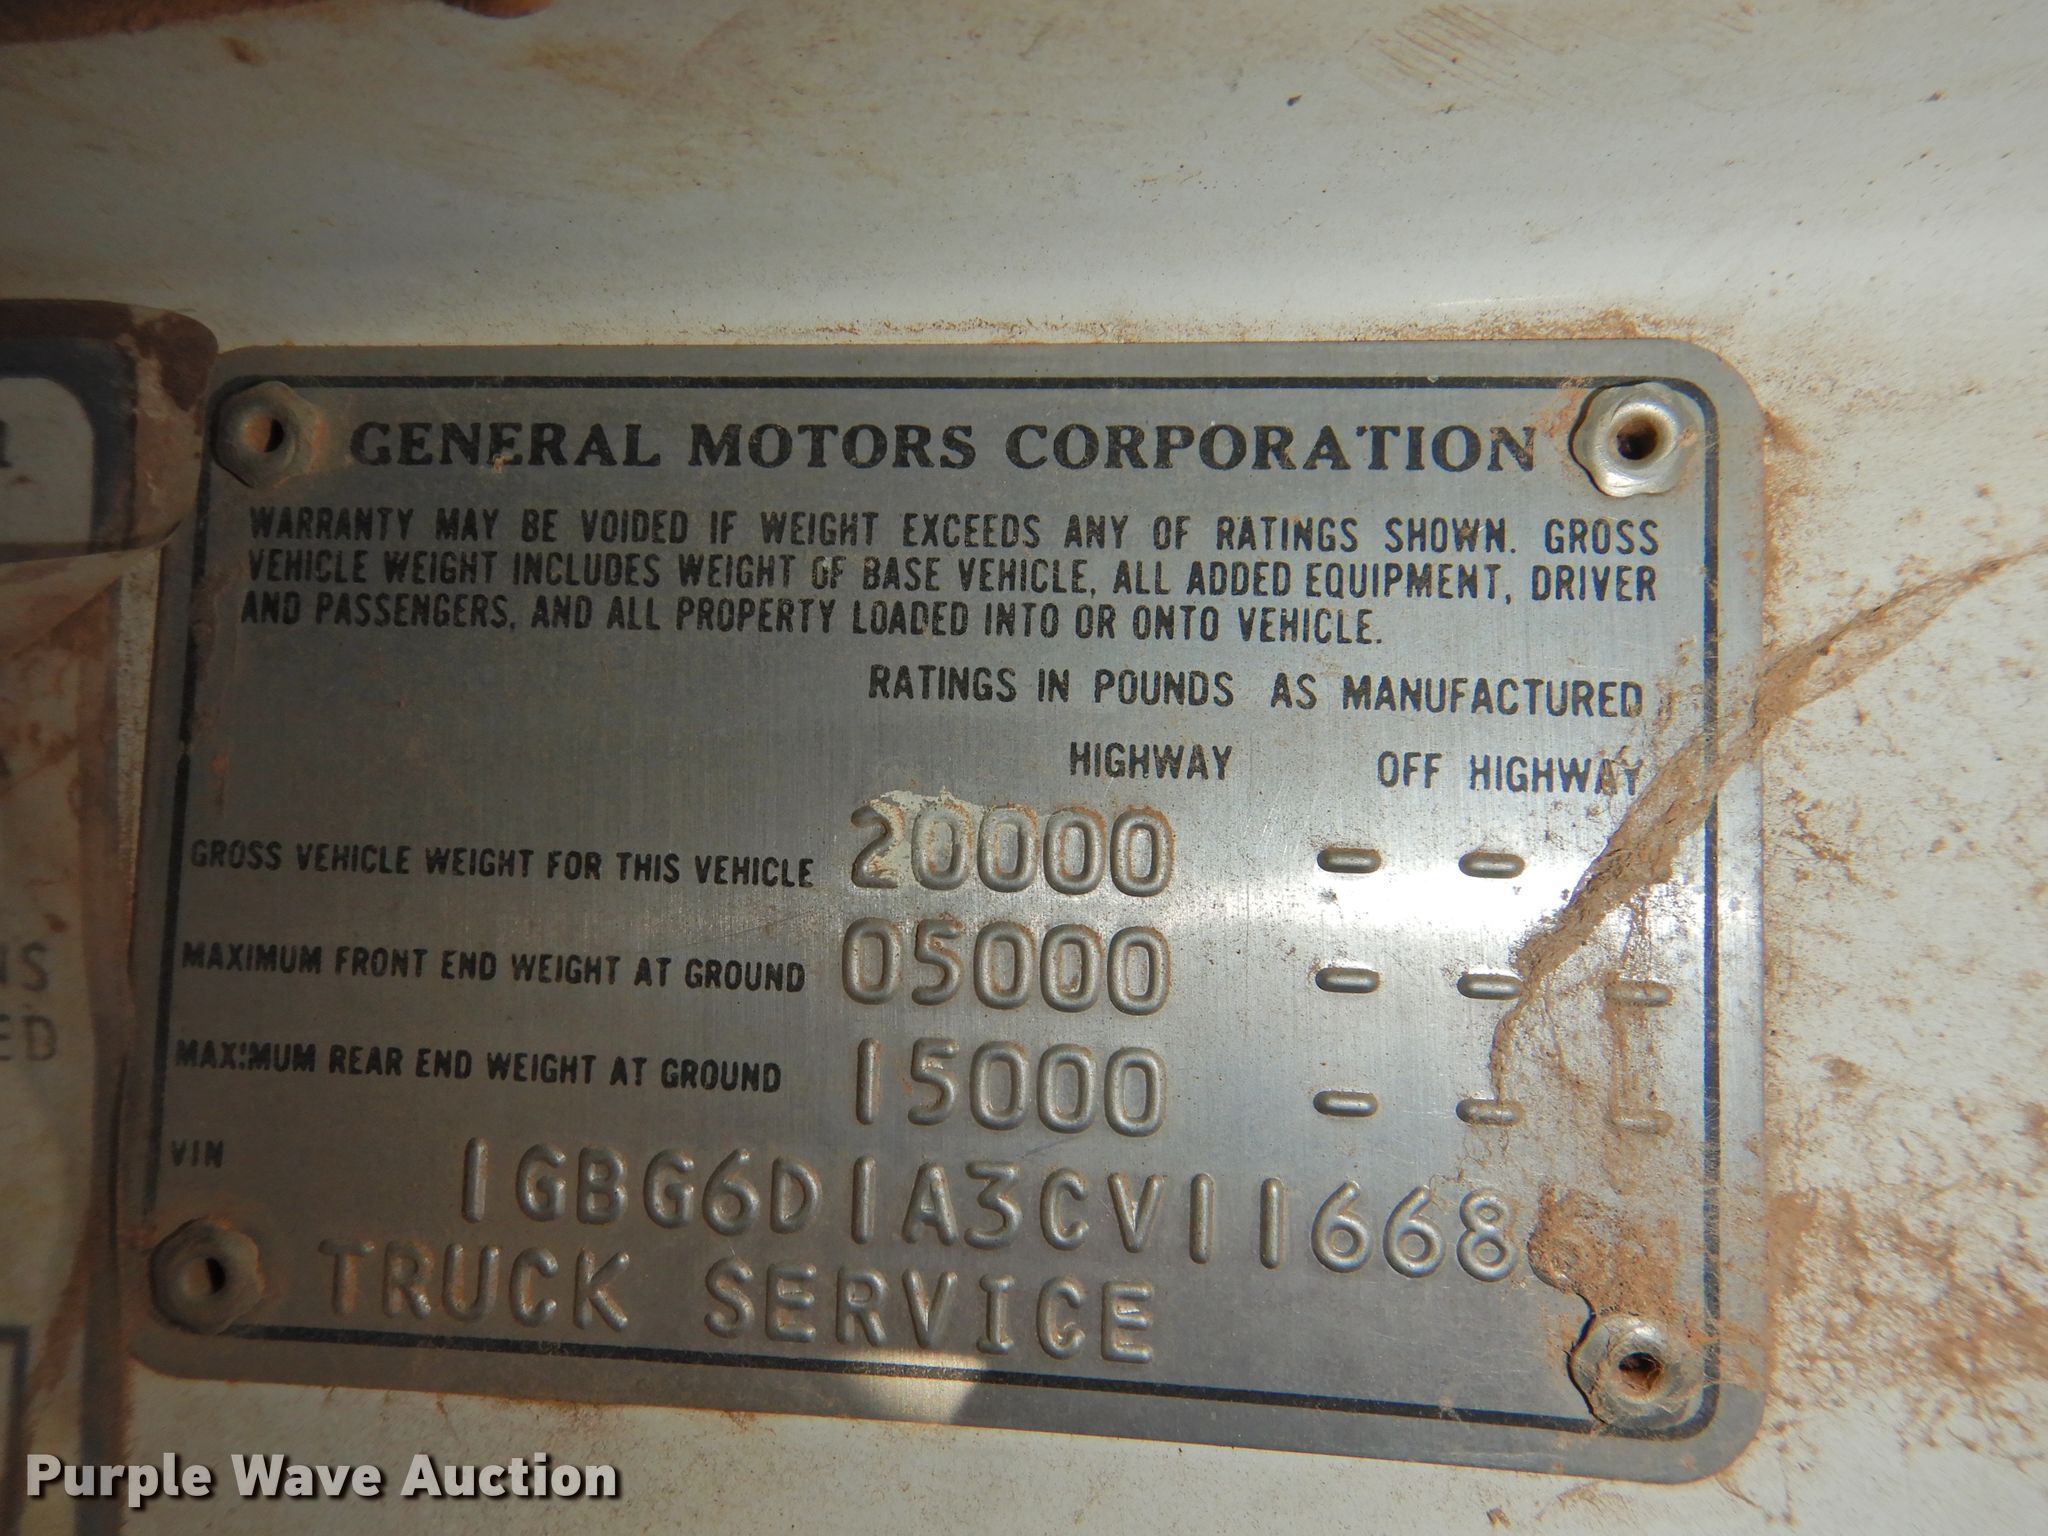 GENERAL MOTORS CORPORATION
WARRANTY MAY BE VOIDED IF WEIGHT EXCEEDS ANY OF RATINGS SHOWN. GROSS
VEHICLE WEIGHT INCLUDES WEIGHT OF BASE VEHICLE, ALL ADDED EQUIPMENT, DRIVER
AND PASSENGERS, AND ALL PROPERTY LOADED INTO OR ONTO VEHICLE.
RATINGS IN POUNDS AS MANUFACTURED
HIGHWAY OFF HIGHWAY
GROSS VEHICLE WEIGHT FOR THIS VEHICLE 20000 - -
MAXIMUM FRONT END WEIGHT AT GROUND 05000 - - -
MAXIMUM REAR END WEIGHT AT GROUND 15000 - - -
VIN 1GBG6D1A3CV11668
TRUCK SERVICE
Purple Wave Auction